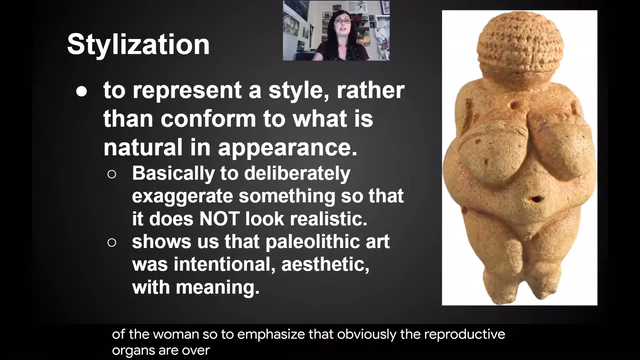 Stylization
● to represent a style, rather
than conform to what is
natural in appearance.
○ Basically to deliberately
exaggerate something so that
it does NOT look realistic.
○ shows us that paleolithic art
was intentional, aesthetic,
with meaning.
of the woman so to emphasize that obviously the reproductive
organs are over